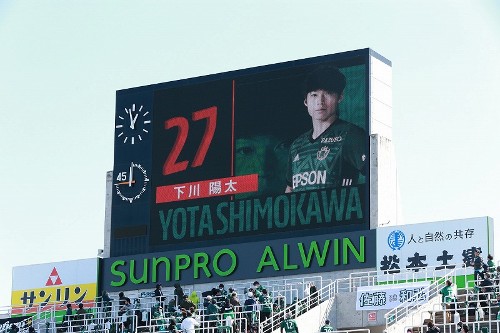 27
下川 陽太
YOTA SHIMOKAWA
EPSON
45
SUNPRO ALWIN
人と自然の共存
松本土建
サンリン